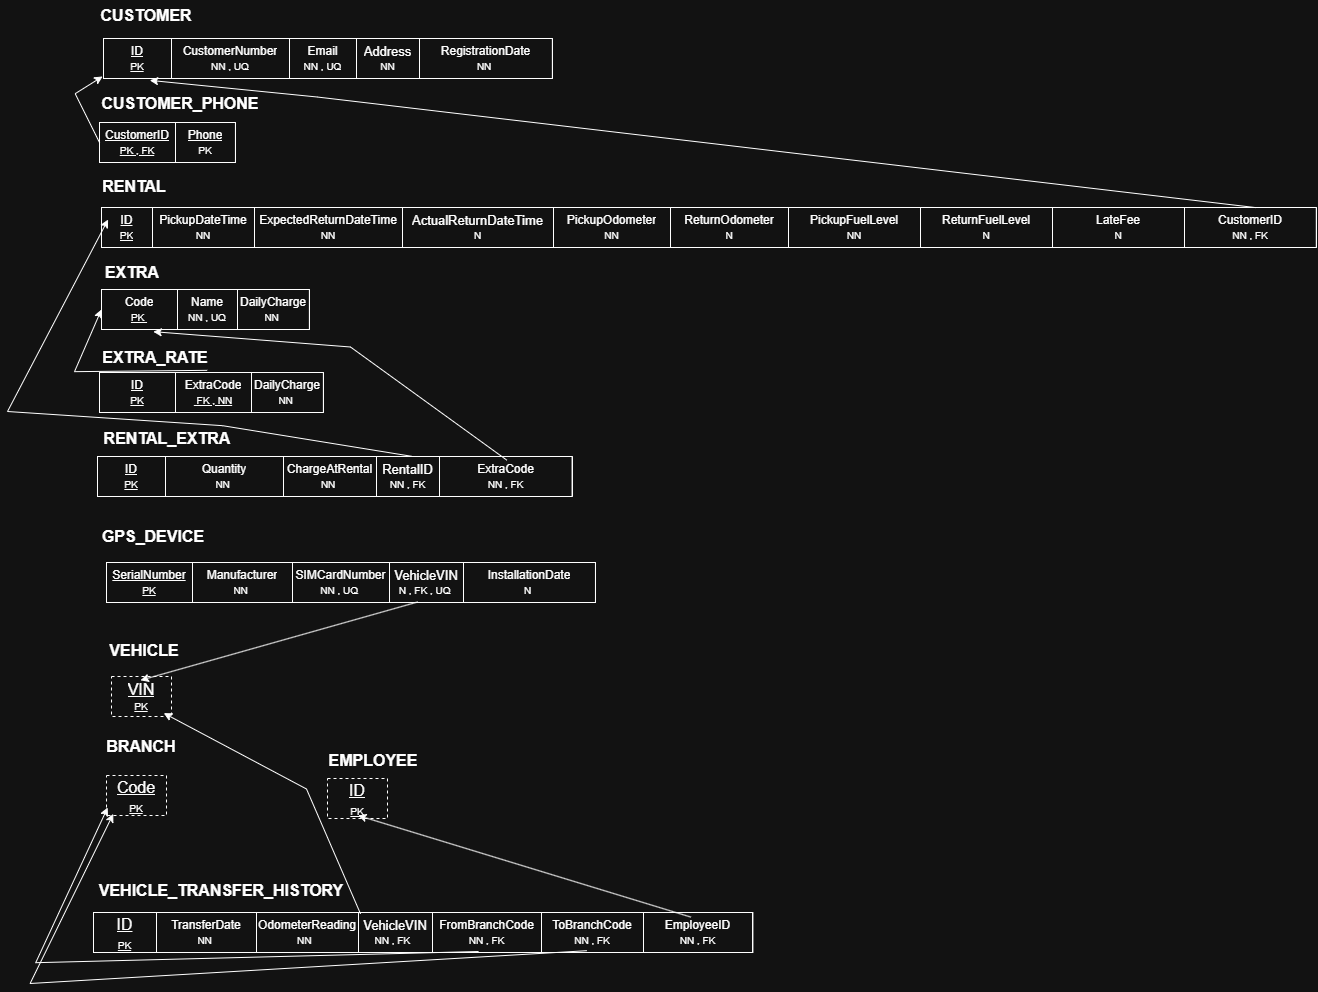 CUSTOMER
ID CustomerNumber Email Address RegistrationDate
PK NN , UQ NN , UQ NN NN
CUSTOMER_PHONE
CustomerID Phone
PK , FK PK
RENTAL
ID PickupDateTime ExpectedReturnDateTime ActualReturnDateTime PickupOdometer ReturnOdometer PickupFuelLevel ReturnFuelLevel LateFee CustomerID
PK NN NN N NN N NN N N NN , FK
EXTRA
Code Name DailyCharge
PK NN , UQ NN
EXTRA_RATE
ID ExtraCode DailyCharge
PK FK , NN NN
RENTAL_EXTRA
ID Quantity ChargeAtRental RentalID ExtraCode
PK NN NN NN , FK NN , FK
GPS_DEVICE
SerialNumber Manufacturer SIMCardNumber VehicleVIN InstallationDate
PK NN NN , UQ N , FK , UQ N
VEHICLE
VIN
PK
BRANCH
Code
PK
EMPLOYEE
ID
PK
VEHICLE_TRANSFER_HISTORY
ID TransferDate OdometerReading VehicleVIN FromBranchCode ToBranchCode EmployeeID
PK NN NN NN , FK NN , FK NN , FK NN , FK